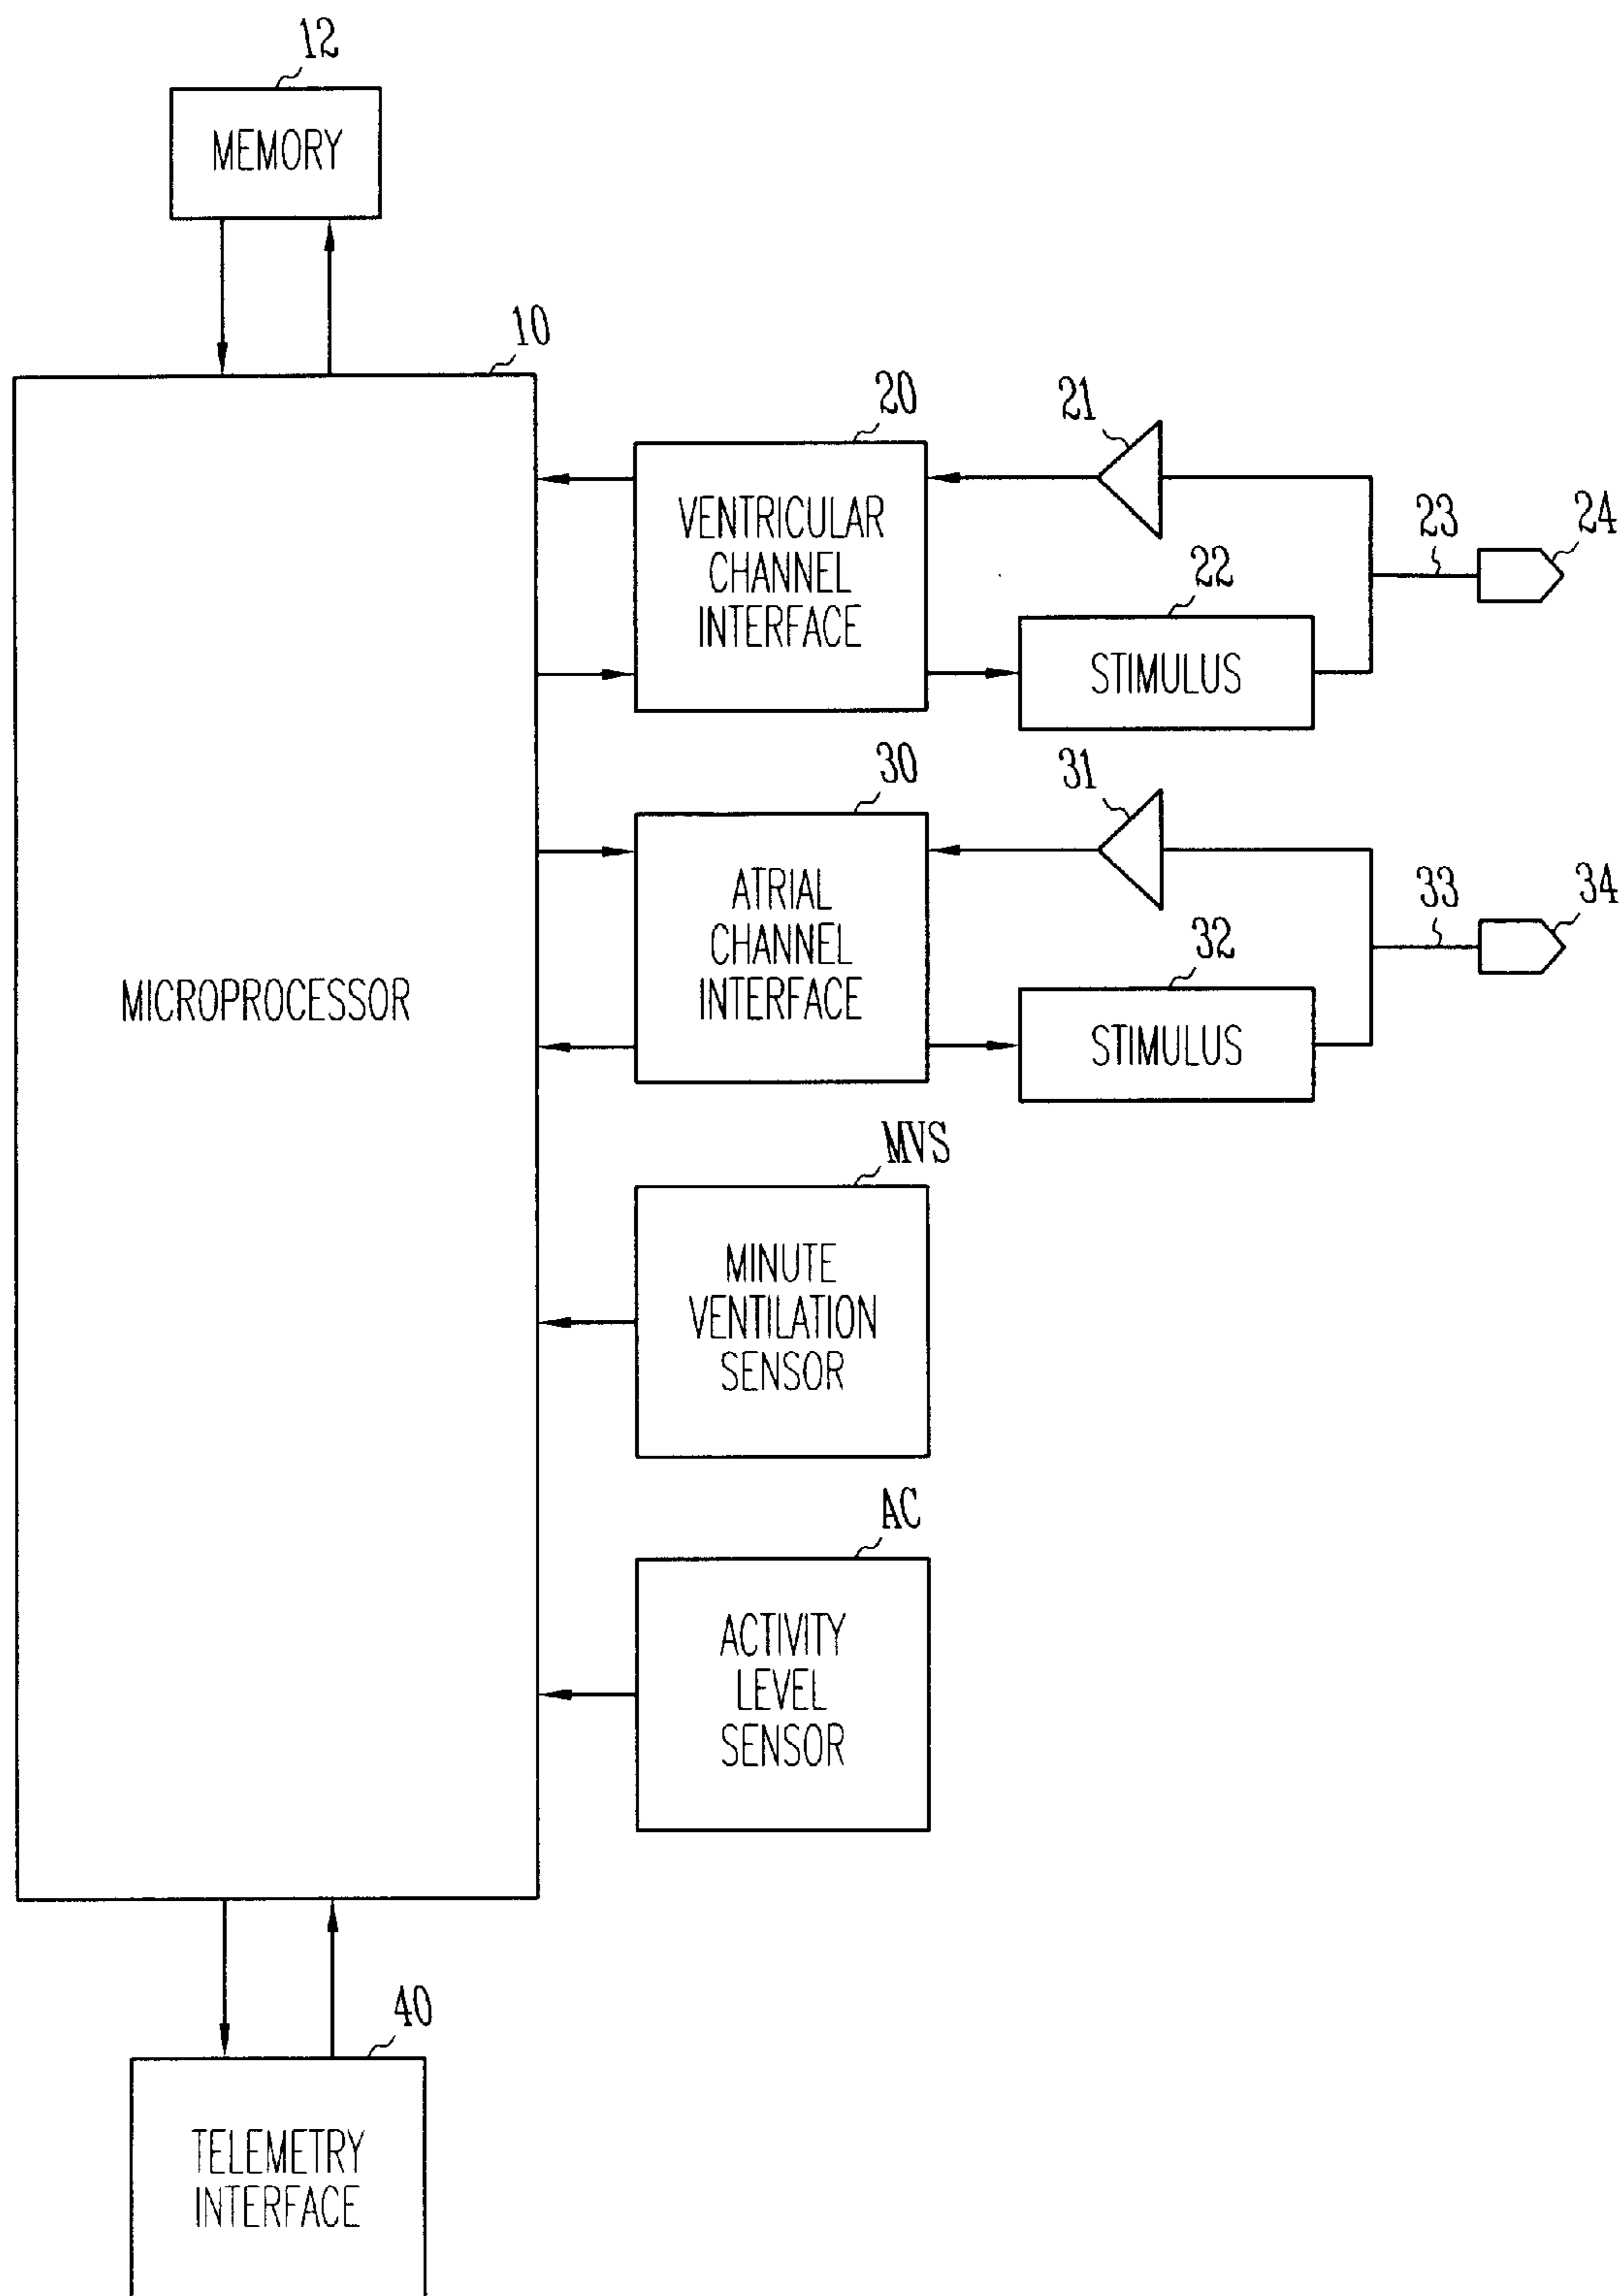 12
MEMORY
10
MICROPROCESSOR
20
VENTRICULAR
CHANNEL
INTERFACE
21
22
STIMULUS
23
24
30
ATRIAL
CHANNEL
INTERFACE
31
32
STIMULUS
33
34
MVS
MINUTE
VENTILATION
SENSOR
AC
ACTIVITY
LEVEL
SENSOR
40
TELEMETRY
INTERFACE